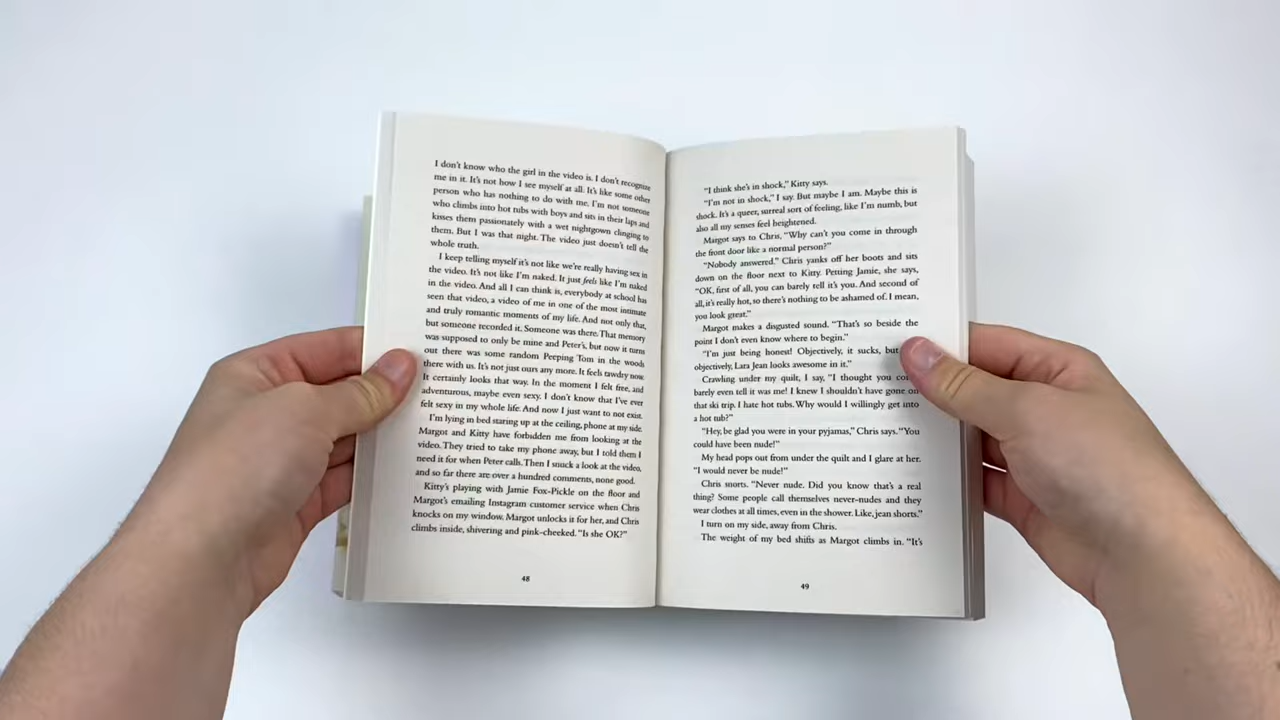 I don't know who the girl in the video is. I don't recognize
me in it. It's not how I see myself at all. It's like some other
person who has nothing to do with me. I'm not someone
who climbs into hot tubs with boys and sits in their laps and
kisses them passionately with a wet nightgown clinging to
them. But I was that night. The video just doesn't tell the
whole truth.
I keep telling myself it's not like we're really having sex in
the video. It's not like I'm naked. It just feels like I'm naked
in the video. And all I can think is, everybody at school has
seen that video, a video of me in one of the most intimate
and truly romantic moments of my life. And not only that,
but someone recorded it. Someone was there. That memory
was supposed to only be mine and Peter's, but now it turns
out there was some random Peeping Tom in the woods
there with us. It's not just ours any more. It feels tawdry now.
It certainly looks that way. In the moment I felt free, and
adventurous, maybe even sexy. I don't know that I've ever
felt sexy in my whole life. And now I just want to not exist.
I'm lying in bed staring up at the ceiling, phone at my side.
Margot and Kitty have forbidden me from looking at the
video. They tried to take my phone away, but I told them I
need it for when Peter calls. Then I snuck a look at the video,
and so far there are over a hundred comments, none good.
Kitty's playing with Jamie Fox-Pickle on the floor and
Margot's emailing Instagram customer service when Chris
knocks on my window. Margot unlocks it for her, and Chris
climbs inside, shivering and pink-cheeked. "Is she OK?"
48
"I think she's in shock," Kitty says.
"I'm not in shock," I say. But maybe I am. Maybe this is
shock. It's a queer, surreal sort of feeling, like I'm numb, but
also all my senses feel heightened.
Margot says to Chris, "Why can't you come in through
the front door like a normal person?"
"Nobody answered." Chris yanks off her boots and sits
down on the floor next to Kitty. Petting Jamie, she says,
"OK, first of all, you can barely tell it's you. And second of
all, it's really hot, so there's nothing to be ashamed of. I mean,
you look great."
Margot makes a disgusted sound. "That's so beside the
point I don't even know where to begin."
"I'm just being honest! Objectively, it sucks, but
objectively, Lara Jean looks awesome in it."
Crawling under my quilt, I say, "I thought you
barely even tell it was me! I knew I shouldn't have gone on
that ski trip. I hate hot tubs. Why would I willingly get into
a hot tub?"
"Hey, be glad you were in your pyjamas," Chris says. "You
could have been nude!"
My head pops out from under the quilt and I glare at her.
"I would never be nude!"
Chris snorts. "Never nude. Did you know that's a real
thing? Some people call themselves never-nudes and they
wear clothes at all times, even in the shower. Like, jean shorts."
I turn on my side, away from Chris.
The weight of my bed shifts as Margot climbs in. "It's
49